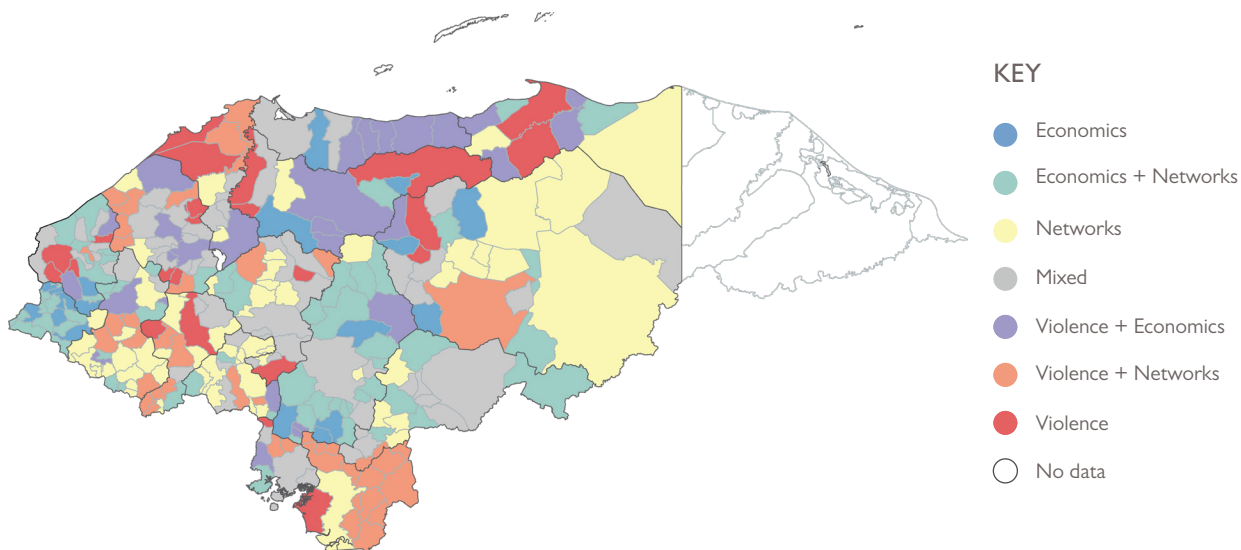 KEY
Economics
Economics + Networks
Networks
Mixed
Violence + Economics
Violence + Networks
Violence
No data